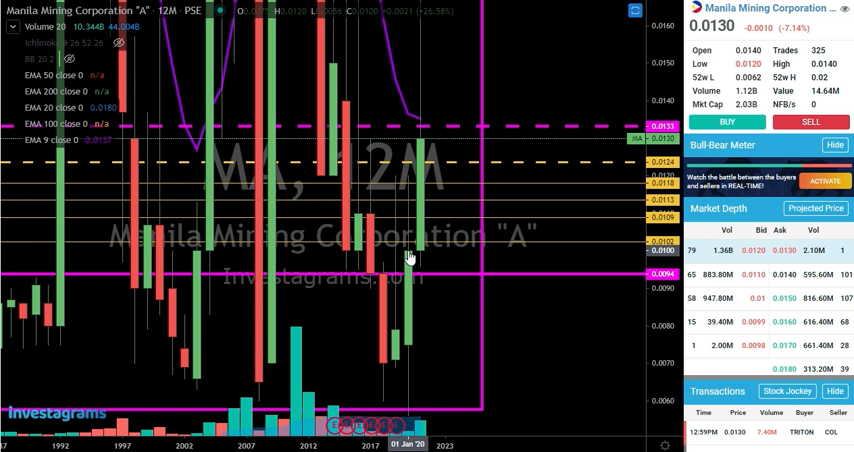 Manila Mining Corporation "A" · 12M · PSE
Volume 20 10.344B 44.004B
Ichimoku 9 26 52 26
BB 20 2
EMA 50 close 0 n/a
EMA 200 close 0 n/a
EMA 20 close 0 0.0180
EMA 100 close 0 n/a
EMA 9 close 0 0.0137
MA, 12M
Manila Mining Corporation "A"
Investagrams.com
Investagrams
0.0160
0.0150
0.0140
0.0133
MA 0.0130
0.0124
0.0120
0.0118
0.0113
0.0109
0.0102
0.0100
0.0094
0.0090
0.0080
0.0070
0.0060
1992 1997 2002 2007 2012 2017 01 Jan '20 2023
Manila Mining Corporation ...
0.0130 -0.0010 (-7.14%)
Open 0.0140 Trades 325
Low 0.0120 High 0.0140
52w L 0.0062 52w H 0.02
Volume 1.12B Value 14.64M
Mkt Cap 2.03B NFB/s 0
BUY SELL
Bull-Bear Meter Hide
Watch the battle between the buyers
and sellers in REAL-TIME!
ACTIVATE
Market Depth Projected Price
Vol Bid Ask Vol
79 1.36B 0.0120 0.0130 2.10M 1
65 883.80M 0.0110 0.0140 595.60M 101
58 947.80M 0.01 0.0150 816.60M 107
15 39.40M 0.0099 0.0160 616.40M 68
1 2.00M 0.0098 0.0170 661.40M 28
0.0180 313.20M 39
Transactions Stock Jockey Hide
Time Price Volume Buyer Seller
12:59PM 0.0130 7.40M TRITON COL